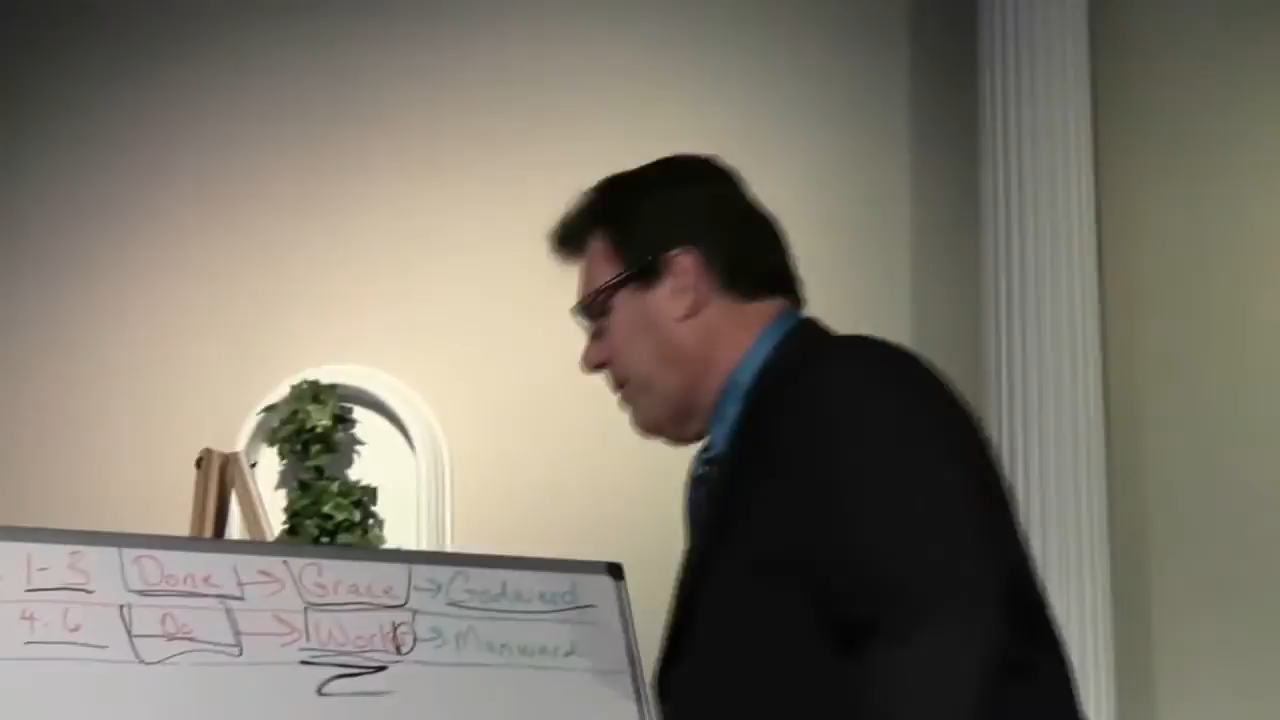 1-3 Done → Grace → Godward
4-6 Do → Works → Manward